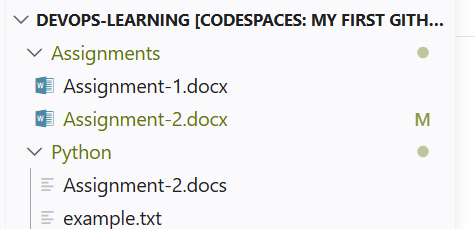 DEVOPS-LEARNING [CODESPACES: MY FIRST GITH...
Assignments
Assignment-1.docx
Assignment-2.docx M
Python
Assignment-2.docs
example.txt